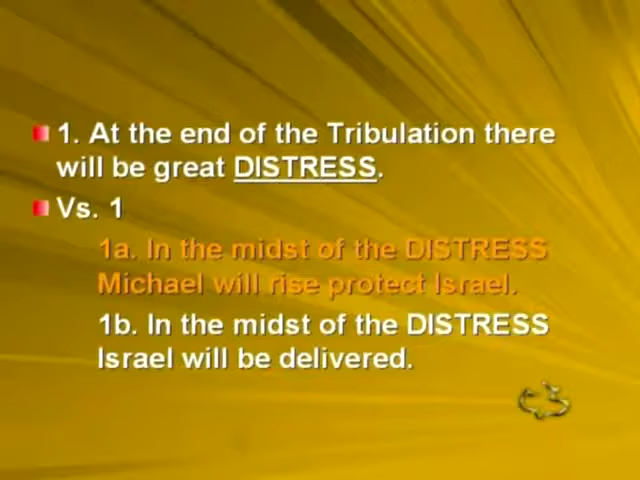 1. At the end of the Tribulation there
will be great DISTRESS.
Vs. 1
1a. In the midst of the DISTRESS
Michael will rise protect Israel.
1b. In the midst of the DISTRESS
Israel will be delivered.